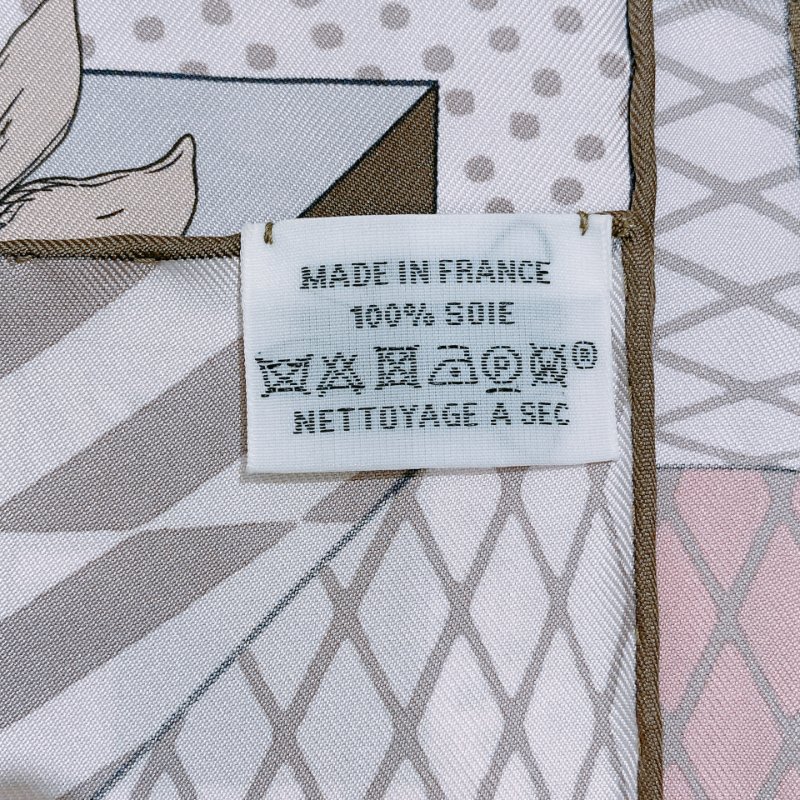 MADE IN FRANCE
100% SOIE
P ®
NETTOYAGE A SEC